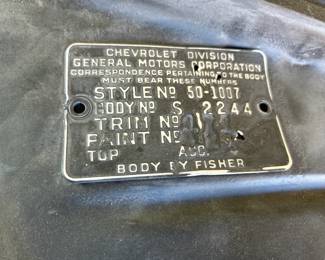 CHEVROLET DIVISION
GENERAL MOTORS CORPORATION
CORRESPONDENCE PERTAINING TO THE BODY
MUST BEAR THESE NUMBERS
STYLE Nº 50-1007
BODY Nº S 2244
TRIM Nº
PAINT Nº
TOP ACC.
BODY BY FISHER